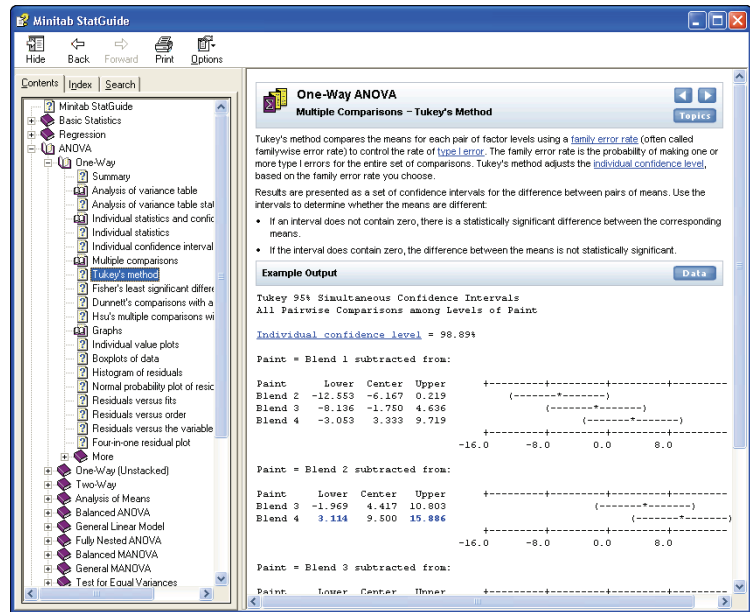 Minitab StatGuide
Hide Back Forward Print Options
Contents Index Search
Minitab StatGuide
Basic Statistics
Regression
ANOVA
One-Way
Summary
Analysis of variance table
Analysis of variance table stat
Individual statistics and confic
Individual statistics
Individual confidence interval
Multiple comparisons
Tukey's method
Fisher's least significant differe
Dunnett's comparisons with a
Hsu's multiple comparisons wi
Graphs
Individual value plots
Boxplots of data
Histogram of residuals
Normal probability plot of resic
Residuals versus fits
Residuals versus order
Residuals versus the variable
Four-in-one residual plot
More
One-Way (Unstacked)
Two-Way
Analysis of Means
Balanced ANOVA
General Linear Model
Fully Nested ANOVA
Balanced MANOVA
General MANOVA
Test for Equal Variances
One-Way ANOVA
Multiple Comparisons - Tukey's Method
Topics
Tukey's method compares the means for each pair of factor levels using a family error rate (often called
familywise error rate) to control the rate of type I error. The family error rate is the probability of making one or
more type I errors for the entire set of comparisons. Tukey's method adjusts the individual confidence level,
based on the family error rate you choose.
Results are presented as a set of confidence intervals for the difference between pairs of means. Use the
intervals to determine whether the means are different:
• If an interval does not contain zero, there is a statistically significant difference between the corresponding
means.
• If the interval does contain zero, the difference between the means is not statistically significant.
Example Output Data
Tukey 95% Simultaneous Confidence Intervals
All Pairwise Comparisons among Levels of Paint
Individual confidence level = 98.89%
Paint = Blend 1 subtracted from:
Paint Lower Center Upper +---------+---------+---------+--------
Blend 2 -12.553 -6.167 0.219 (-------*-------)
Blend 3 -8.136 -1.750 4.636 (-------*-------)
Blend 4 -3.053 3.333 9.719 (-------*-------)
+---------+---------+---------+--------
-16.0 -8.0 0.0 8.0
Paint = Blend 2 subtracted from:
Paint Lower Center Upper +---------+---------+---------+--------
Blend 3 -1.969 4.417 10.803 (-------*-------)
Blend 4 3.114 9.500 15.886 (-------*-------)
+---------+---------+---------+--------
-16.0 -8.0 0.0 8.0
Paint = Blend 3 subtracted from:
Paint Lower Center Upper +---------+---------+---------+--------